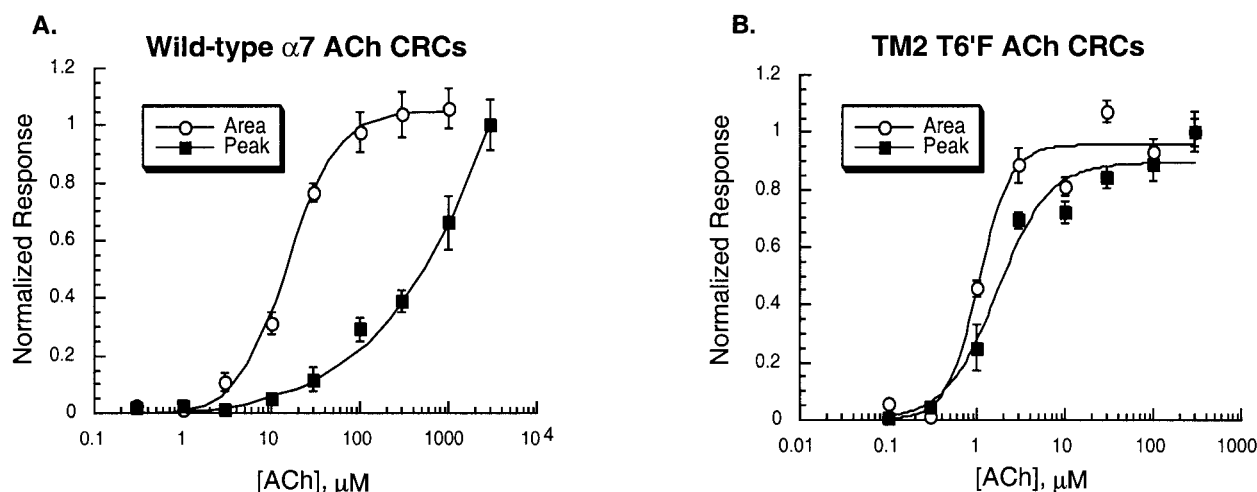 A.
Wild-type α7 ACh CRCs
Normalized Response
1.2
1
0.8
0.6
0.4
0.2
0
Area
Peak
0.1
1
10
100
1000
10⁴
[ACh], μM
B.
TM2 T6'F ACh CRCs
Normalized Response
1.2
1
0.8
0.6
0.4
0.2
0
Area
Peak
0.01
0.1
1
10
100
1000
[ACh], μM